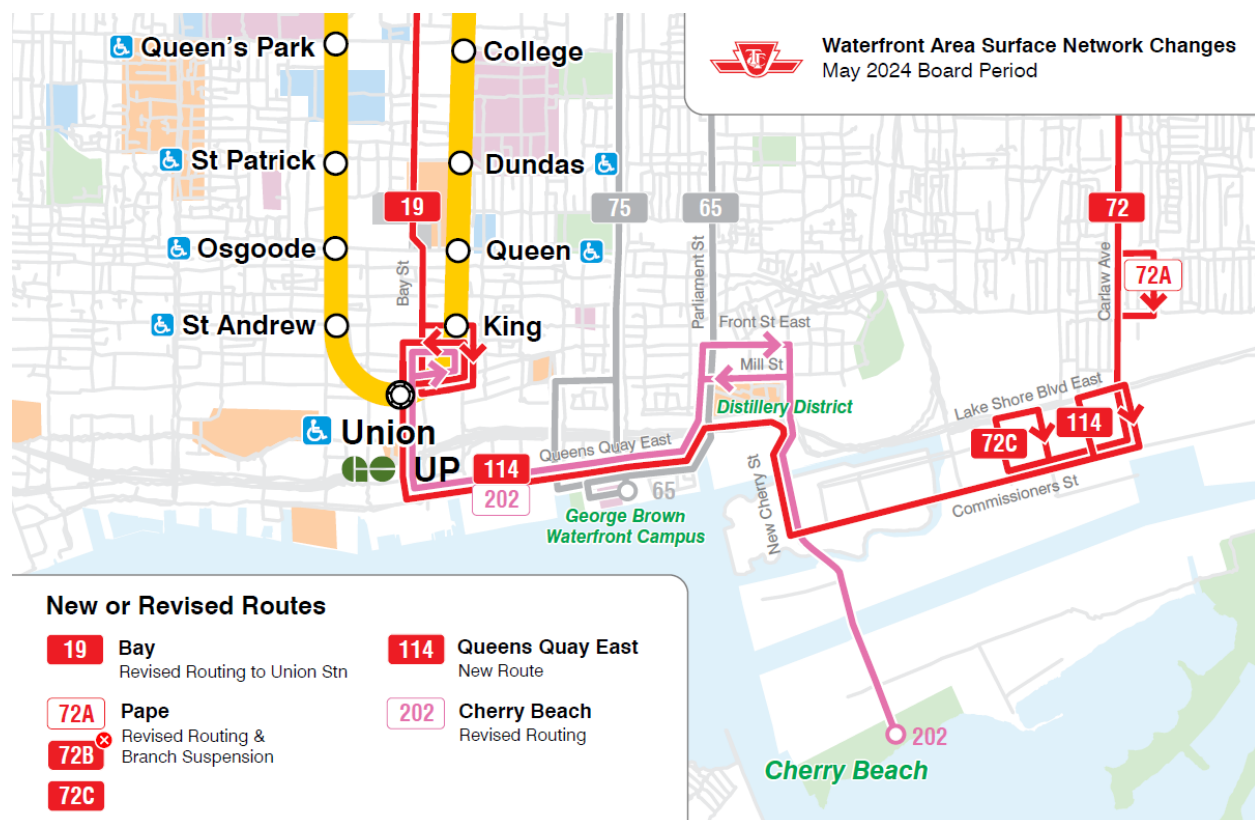 Waterfront Area Surface Network Changes
May 2024 Board Period
TTC
Queen's Park
College
St Patrick
Dundas
19
75
65
72
Osgoode
Queen
Bay St
Parliament St
Carlaw Ave
72A
St Andrew
King
Front St East
Mill St
Distillery District
Lake Shore Blvd East
Union
72C
114
GO
UP
114
202
Queens Quay East
65
New Cherry St
Commissioners St
George Brown
Waterfront Campus
202
Cherry Beach
New or Revised Routes
19
Bay
Revised Routing to Union Stn
72A
72B
72C
Pape
Revised Routing &
Branch Suspension
114
Queens Quay East
New Route
202
Cherry Beach
Revised Routing